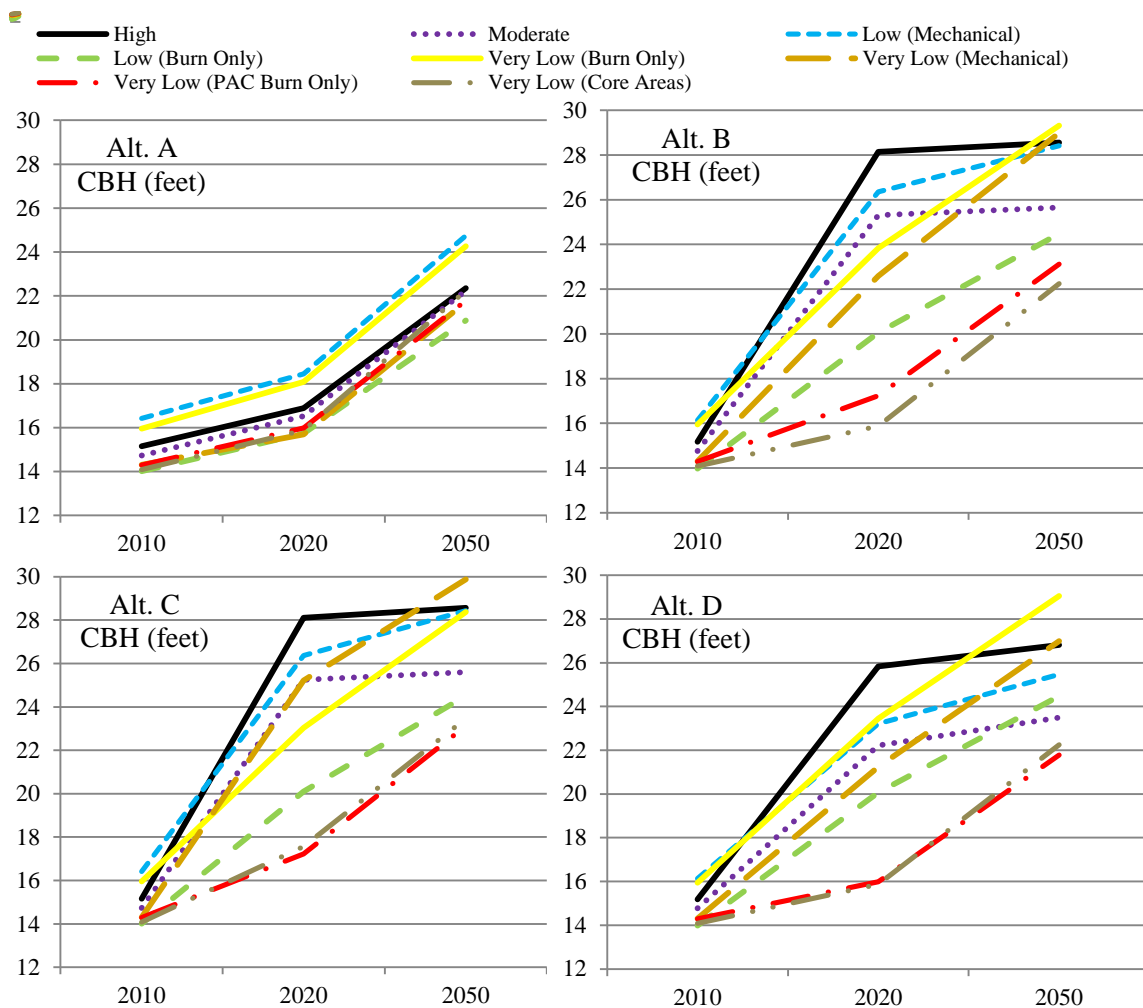 High Moderate Low (Mechanical)
Low (Burn Only) Very Low (Burn Only) Very Low (Mechanical)
Very Low (PAC Burn Only) Very Low (Core Areas)
Alt. A
CBH (feet)
30
28
26
24
22
20
18
16
14
12
2010 2020 2050
Alt. B
CBH (feet)
30
28
26
24
22
20
18
16
14
12
2010 2020 2050
Alt. C
CBH (feet)
30
28
26
24
22
20
18
16
14
12
2010 2020 2050
Alt. D
CBH (feet)
30
28
26
24
22
20
18
16
14
12
2010 2020 2050